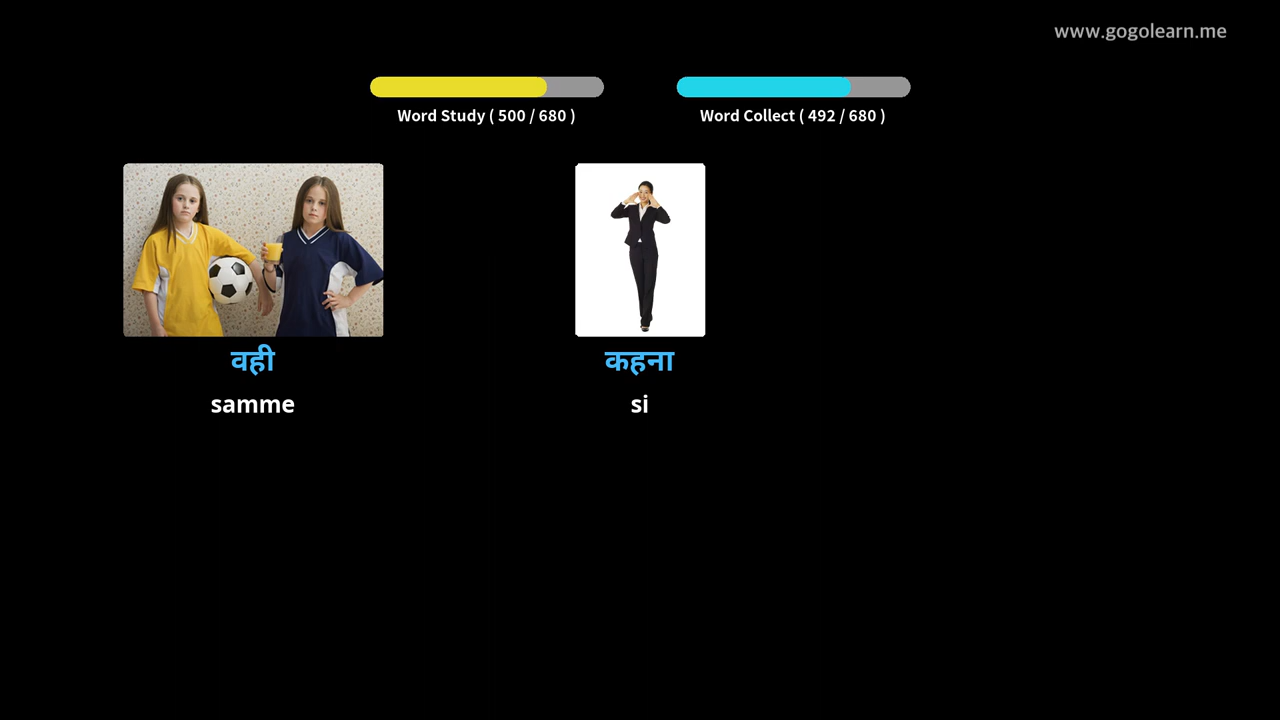 www.gogolearn.me
Word Study ( 500 / 680 )
Word Collect ( 492 / 680 )
वही
कहना
samme
si